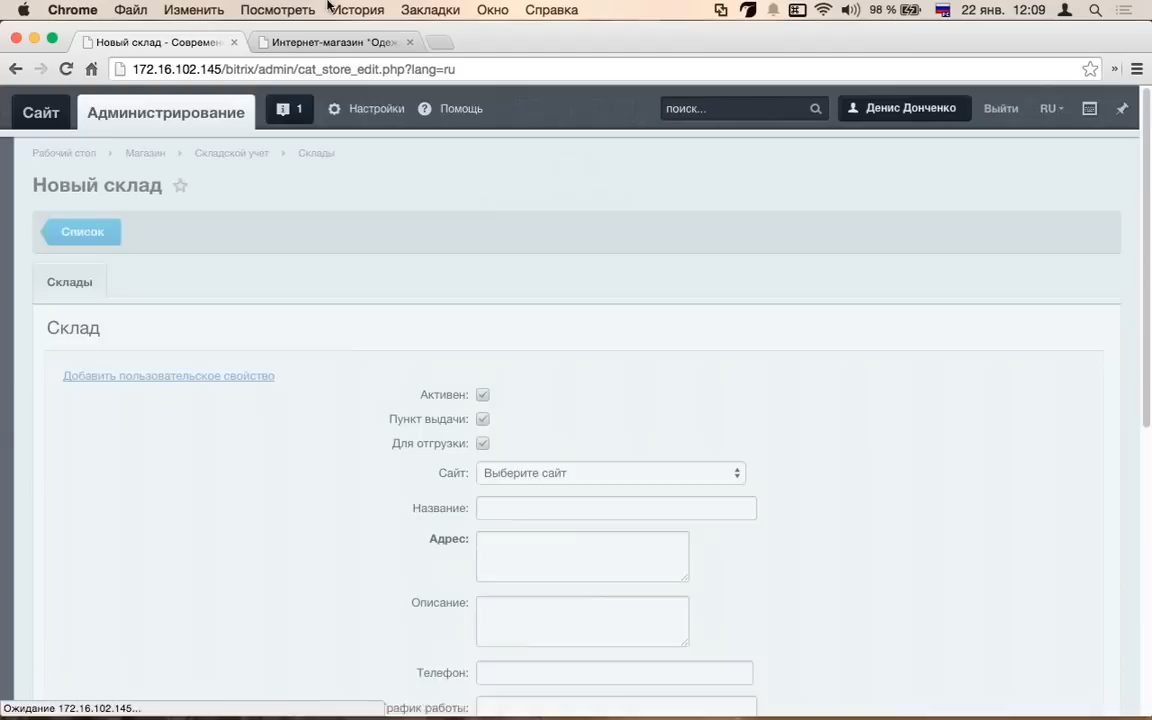 Chrome Файл Изменить Посмотреть История Закладки Окно Справка 98 % 22 янв. 12:09
Новый склад - Современ Интернет-магазин "Одеж
172.16.102.145/bitrix/admin/cat_store_edit.php?lang=ru »
Сайт Администрирование 1 Настройки Помощь поиск... Денис Донченко Выйти RU
Рабочий стол Магазин Складской учет Склады
Новый склад
Список
Склады
Склад
Добавить пользовательское свойство
Активен:
Пункт выдачи:
Для отгрузки:
Сайт: Выберите сайт
Название:
Адрес:
Описание:
Телефон:
Ожидание 172.16.102.145... рафик работы: